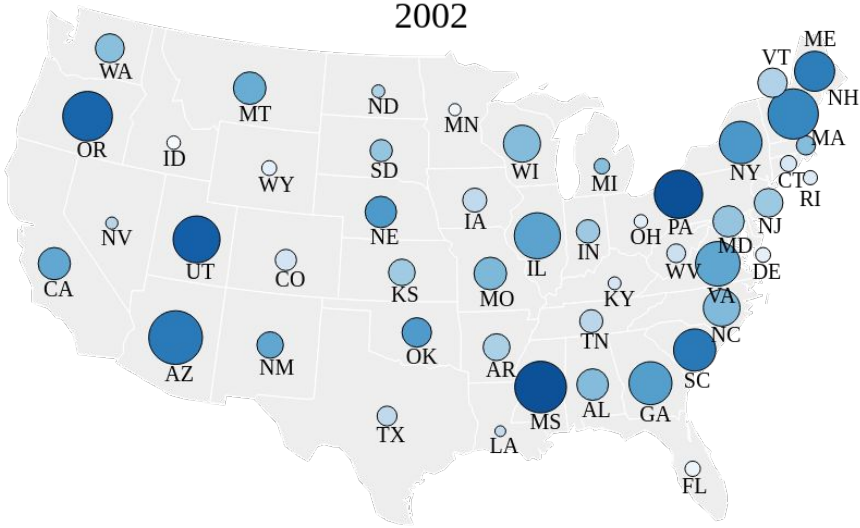 2002
ME
VT
WA
NH
ND
MT
MN
MA
OR
ID
WI
NY
SD
CT
WY
MI
RI
IA
PA
NJ
NE
OH
NV
MD
IN
UT
IL
WV
DE
CO
CA
KS
MO
VA
KY
NC
TN
OK
NM
AR
AZ
SC
AL
GA
MS
TX
LA
FL